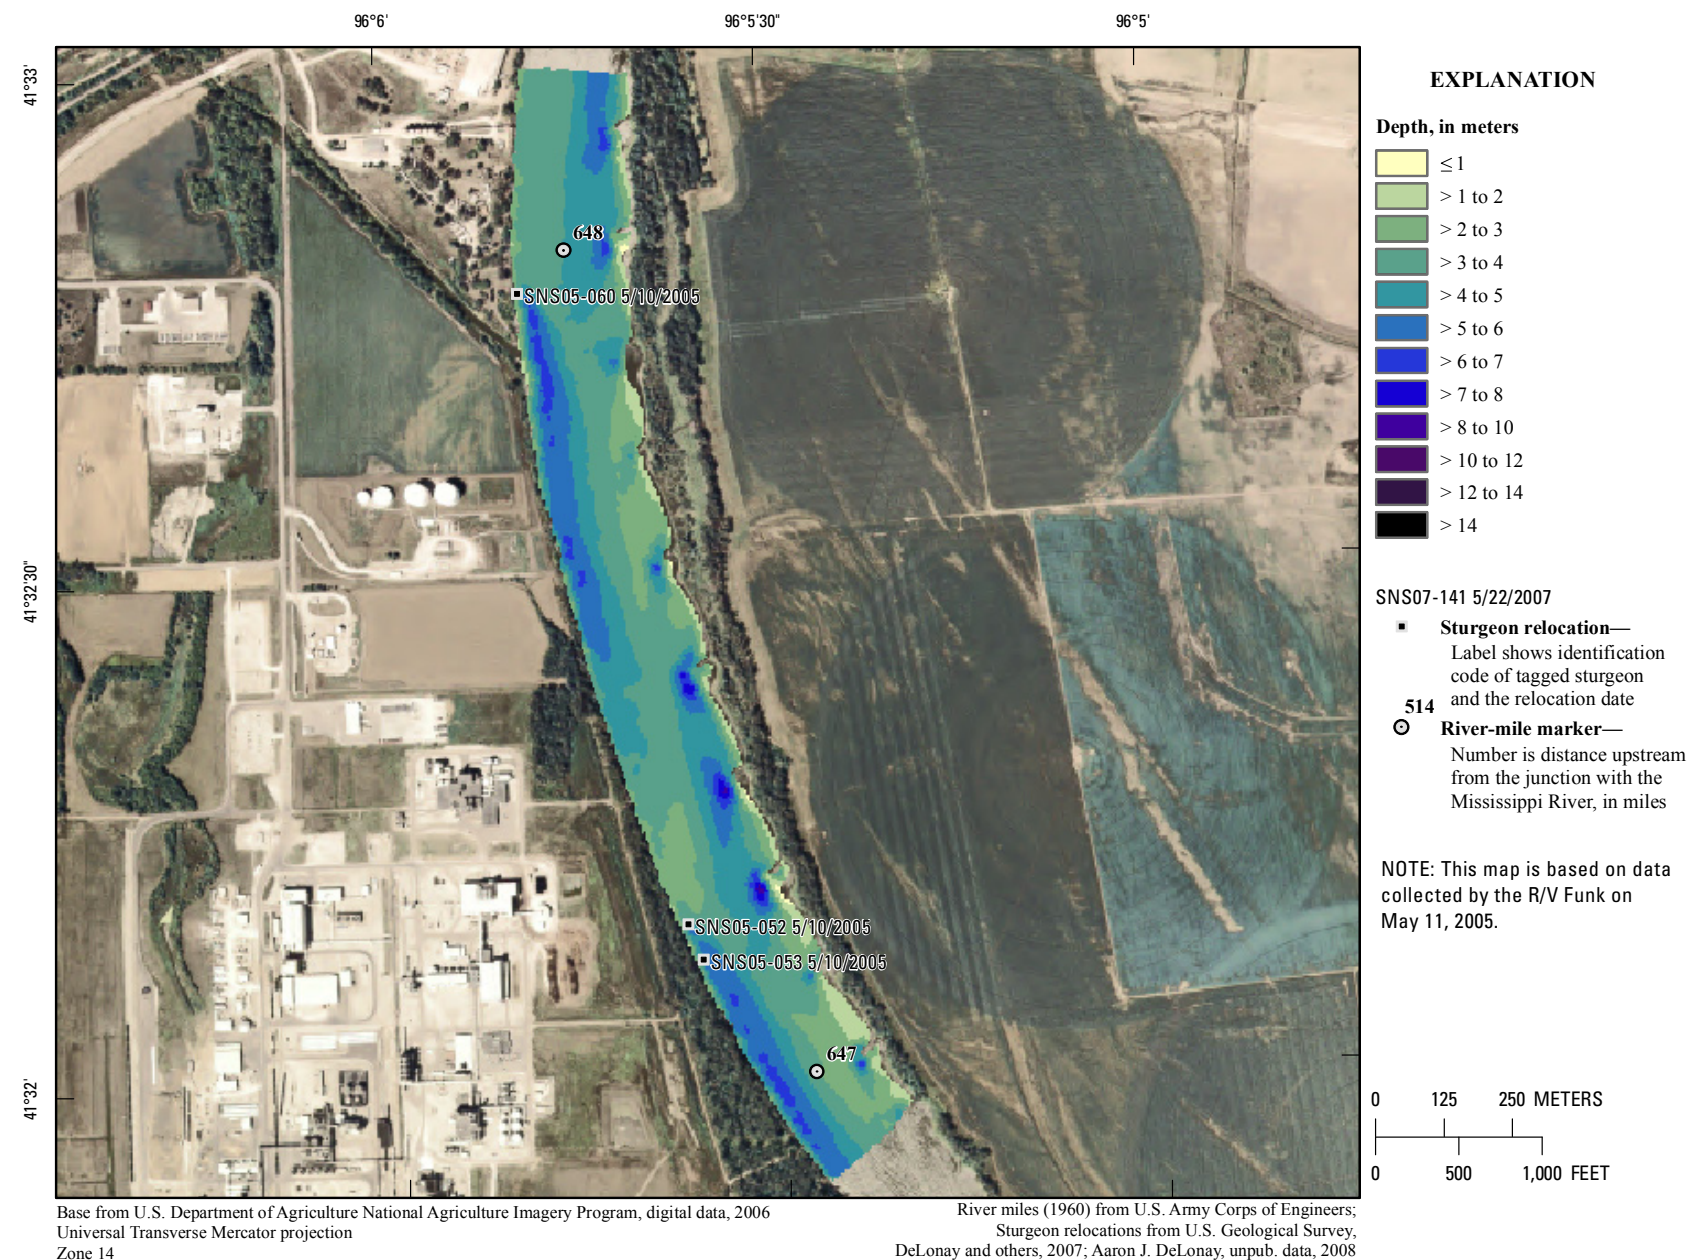 96°6'
96°5'30"
96°5'
41°33'
41°32'30"
41°32'
648
SNS05-060 5/10/2005
SNS05-052 5/10/2005
SNS05-053 5/10/2005
647
EXPLANATION
Depth, in meters
≤ 1
> 1 to 2
> 2 to 3
> 3 to 4
> 4 to 5
> 5 to 6
> 6 to 7
> 7 to 8
> 8 to 10
> 10 to 12
> 12 to 14
> 14
SNS07-141 5/22/2007
Sturgeon relocation—
Label shows identification
code of tagged sturgeon
and the relocation date
514
River-mile marker—
Number is distance upstream
from the junction with the
Mississippi River, in miles
NOTE: This map is based on data
collected by the R/V Funk on
May 11, 2005.
0 125 250 METERS
0 500 1,000 FEET
Base from U.S. Department of Agriculture National Agriculture Imagery Program, digital data, 2006
Universal Transverse Mercator projection
Zone 14
River miles (1960) from U.S. Army Corps of Engineers;
Sturgeon relocations from U.S. Geological Survey,
DeLonay and others, 2007; Aaron J. DeLonay, unpub. data, 2008